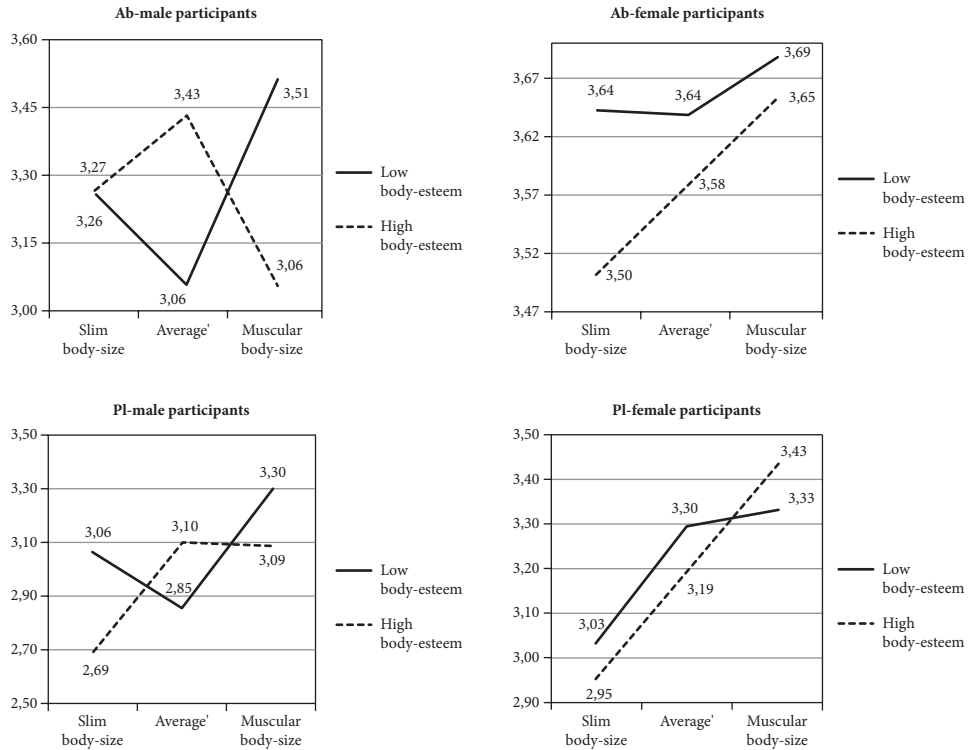 Ab-male participants
3,60
3,45
3,30
3,15
3,00
3,27
3,26
3,43
3,06
3,51
3,06
Slim
body-size
Average'
Muscular
body-size
Low
body-esteem
High
body-esteem
Ab-female participants
3,67
3,62
3,57
3,52
3,47
3,64
3,64
3,69
3,65
3,58
3,50
Slim
body-size
Average'
Muscular
body-size
Low
body-esteem
High
body-esteem
Pl-male participants
3,50
3,30
3,10
2,90
2,70
2,50
3,06
2,69
3,10
2,85
3,30
3,09
Slim
body-size
Average'
Muscular
body-size
Low
body-esteem
High
body-esteem
Pl-female participants
3,50
3,40
3,30
3,20
3,10
3,00
2,90
3,03
2,95
3,30
3,19
3,43
3,33
Slim
body-size
Average'
Muscular
body-size
Low
body-esteem
High
body-esteem